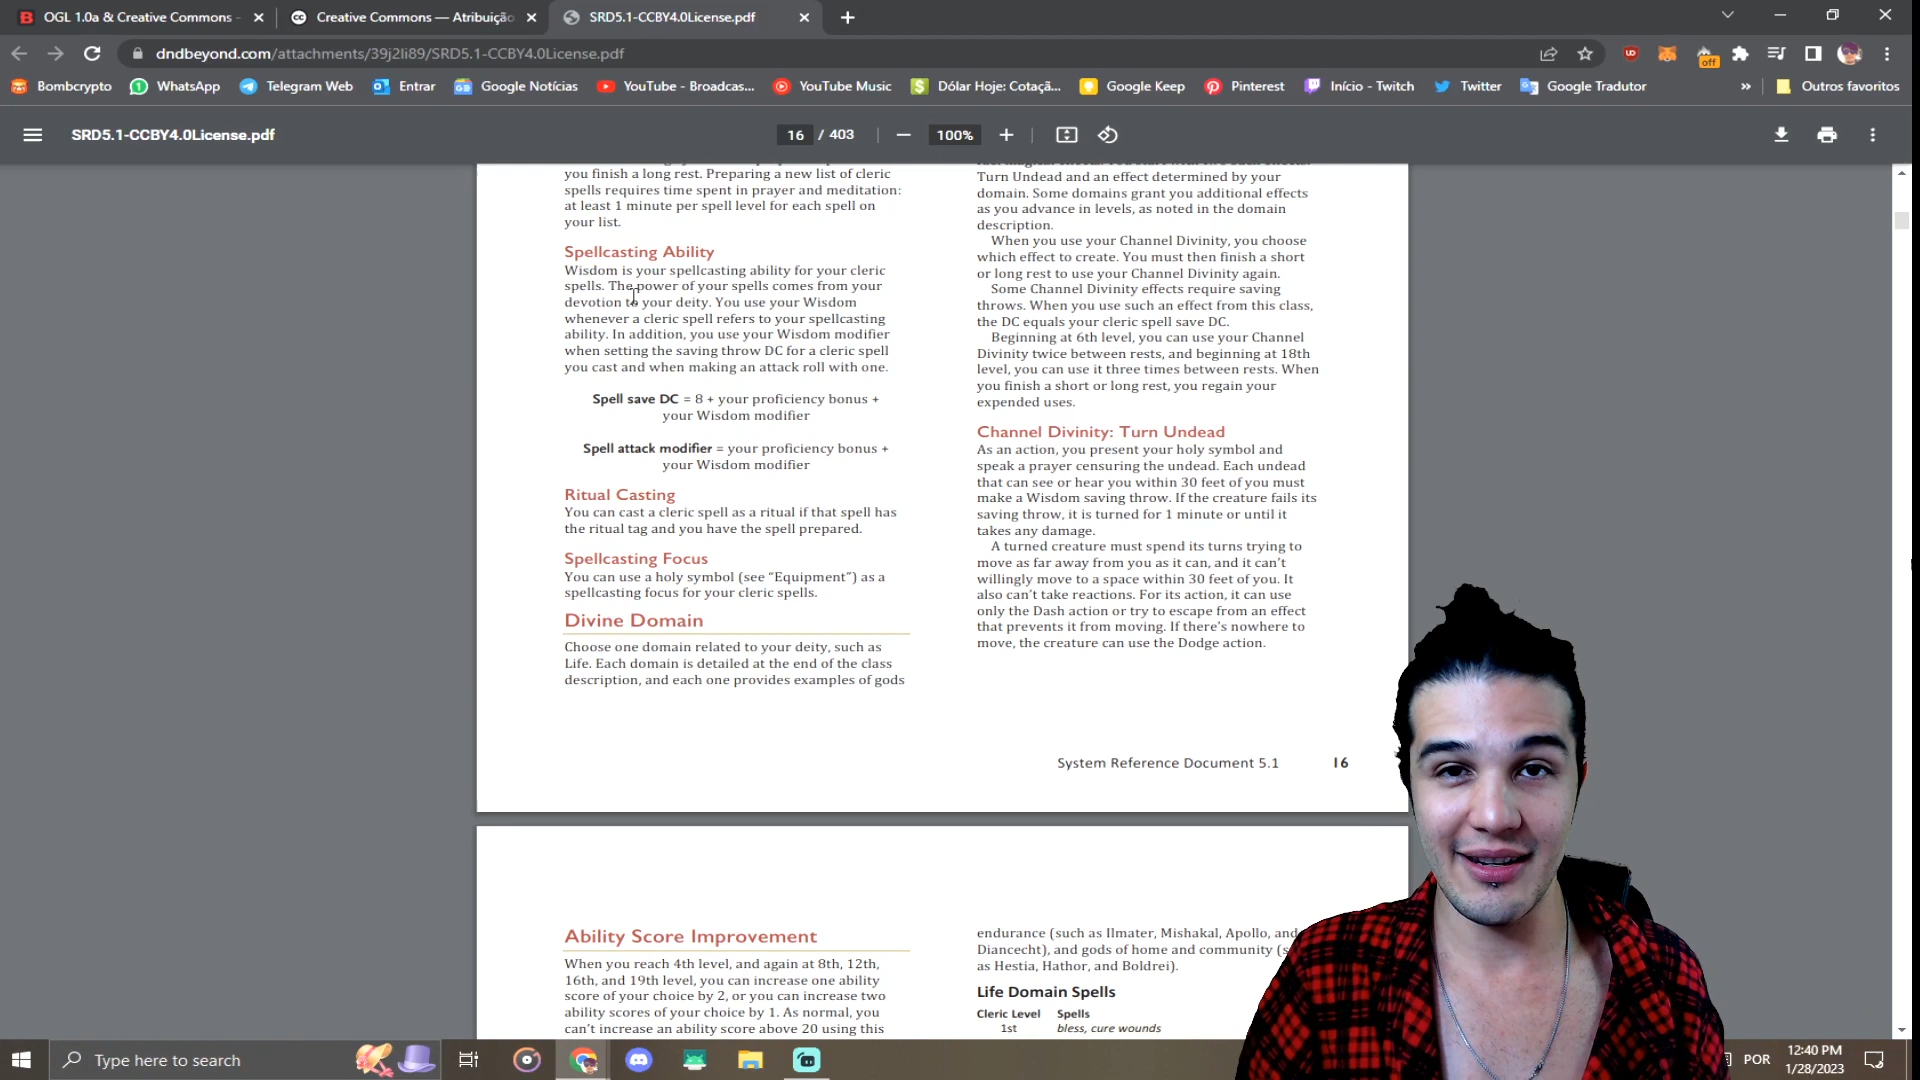 OGL 1.0a & Creative Commons -
Creative Commons — Atribuição
SRD5.1-CCBY4.0License.pdf
dndbeyond.com/attachments/39j2li89/SRD5.1-CCBY4.0License.pdf
off
Bombcrypto
WhatsApp
Telegram Web
Entrar
Google Notícias
YouTube - Broadcas...
YouTube Music
Dólar Hoje: Cotaçã...
Google Keep
Pinterest
Início - Twitch
Twitter
Google Tradutor
Outros favoritos
SRD5.1-CCBY4.0License.pdf
16 / 403
100%
you finish a long rest. Preparing a new list of cleric
spells requires time spent in prayer and meditation:
at least 1 minute per spell level for each spell on
your list.
Spellcasting Ability
Wisdom is your spellcasting ability for your cleric
spells. The power of your spells comes from your
devotion to your deity. You use your Wisdom
whenever a cleric spell refers to your spellcasting
ability. In addition, you use your Wisdom modifier
when setting the saving throw DC for a cleric spell
you cast and when making an attack roll with one.
Spell save DC = 8 + your proficiency bonus +
your Wisdom modifier
Spell attack modifier = your proficiency bonus +
your Wisdom modifier
Ritual Casting
You can cast a cleric spell as a ritual if that spell has
the ritual tag and you have the spell prepared.
Spellcasting Focus
You can use a holy symbol (see “Equipment”) as a
spellcasting focus for your cleric spells.
Divine Domain
Choose one domain related to your deity, such as
Life. Each domain is detailed at the end of the class
description, and each one provides examples of gods
Turn Undead and an effect determined by your
domain. Some domains grant you additional effects
as you advance in levels, as noted in the domain
description.
When you use your Channel Divinity, you choose
which effect to create. You must then finish a short
or long rest to use your Channel Divinity again.
Some Channel Divinity effects require saving
throws. When you use such an effect from this class,
the DC equals your cleric spell save DC.
Beginning at 6th level, you can use your Channel
Divinity twice between rests, and beginning at 18th
level, you can use it three times between rests. When
you finish a short or long rest, you regain your
expended uses.
Channel Divinity: Turn Undead
As an action, you present your holy symbol and
speak a prayer censuring the undead. Each undead
that can see or hear you within 30 feet of you must
make a Wisdom saving throw. If the creature fails its
saving throw, it is turned for 1 minute or until it
takes any damage.
A turned creature must spend its turns trying to
move as far away from you as it can, and it can’t
willingly move to a space within 30 feet of you. It
also can’t take reactions. For its action, it can use
only the Dash action or try to escape from an effect
that prevents it from moving. If there’s nowhere to
move, the creature can use the Dodge action.
System Reference Document 5.1 16
Ability Score Improvement
When you reach 4th level, and again at 8th, 12th,
16th, and 19th level, you can increase one ability
score of your choice by 2, or you can increase two
ability scores of your choice by 1. As normal, you
can’t increase an ability score above 20 using this
endurance (such as Ilmater, Mishakal, Apollo, and
Diancecht), and gods of home and community (
as Hestia, Hathor, and Boldrei).
Life Domain Spells
Cleric Level Spells
1st bless, cure wounds
Type here to search
POR
12:40 PM
1/28/2023